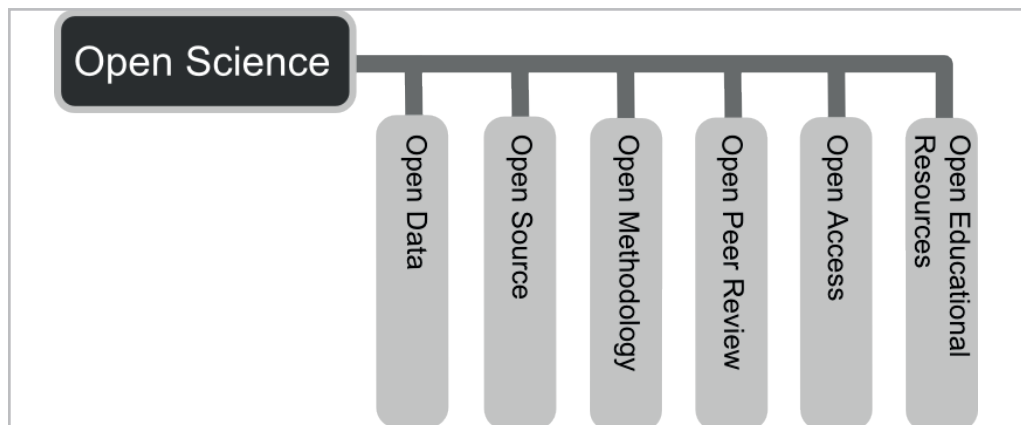 Open Science
Open Data
Open Source
Open Methodology
Open Peer Review
Open Access
Open Educational
Resources